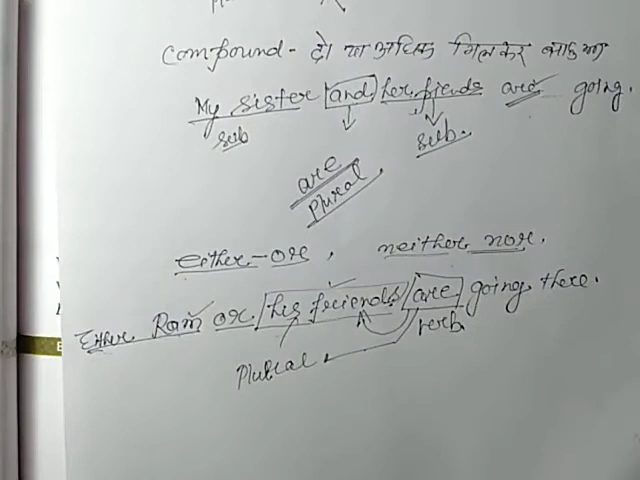 Compound - दो या अधिक मिलकर बना हुआ
My sister and her friends are going.
sub sub.
are
Plural.
either - or, neither nor.
Either Ram or his friends are going there.
verb
Plural